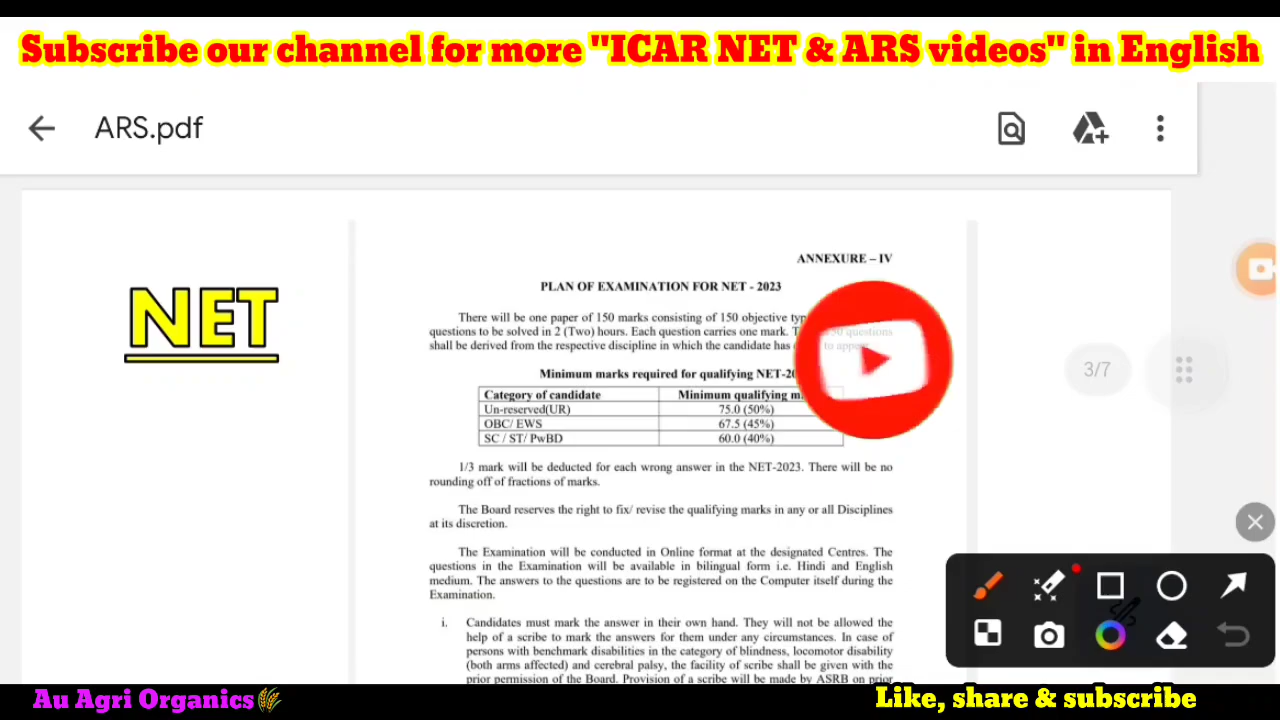 Subscribe our channel for more "ICAR NET & ARS videos" in English
ARS.pdf
NET
ANNEXURE – IV
PLAN OF EXAMINATION FOR NET - 2023
There will be one paper of 150 marks consisting of 150 objective
questions to be solved in 2 (Two) hours. Each question carries one mark. questions
shall be derived from the respective discipline in which the candidate has to appear.
Minimum marks required for qualifying
Category of candidate Minimum qualifying
Un-reserved(UR) 75.0 (50%)
OBC/ EWS 67.5 (45%)
SC / ST/ PwBD 60.0 (40%)
3/7
1/3 mark will be deducted for each wrong answer in the NET-2023. There will be no
rounding off of fractions of marks.
The Board reserves the right to fix/ revise the qualifying marks in any or all Disciplines
at its discretion.
The Examination will be conducted in Online format at the designated Centres. The
questions in the Examination will be available in bilingual form i.e. Hindi and English
medium. The answers to the questions are to be registered on the Computer itself during the
Examination.
i. Candidates must mark the answer in their own hand. They will not be allowed the
help of a scribe to mark the answers for them under any circumstances. In case of
persons with benchmark disabilities in the category of blindness, locomotor disability
(both arms affected) and cerebral palsy, the facility of scribe shall be given with the
prior permission of the Board. Provision of a scribe will be made by ASRB on prior
Au Agri Organics
Like, share & subscribe